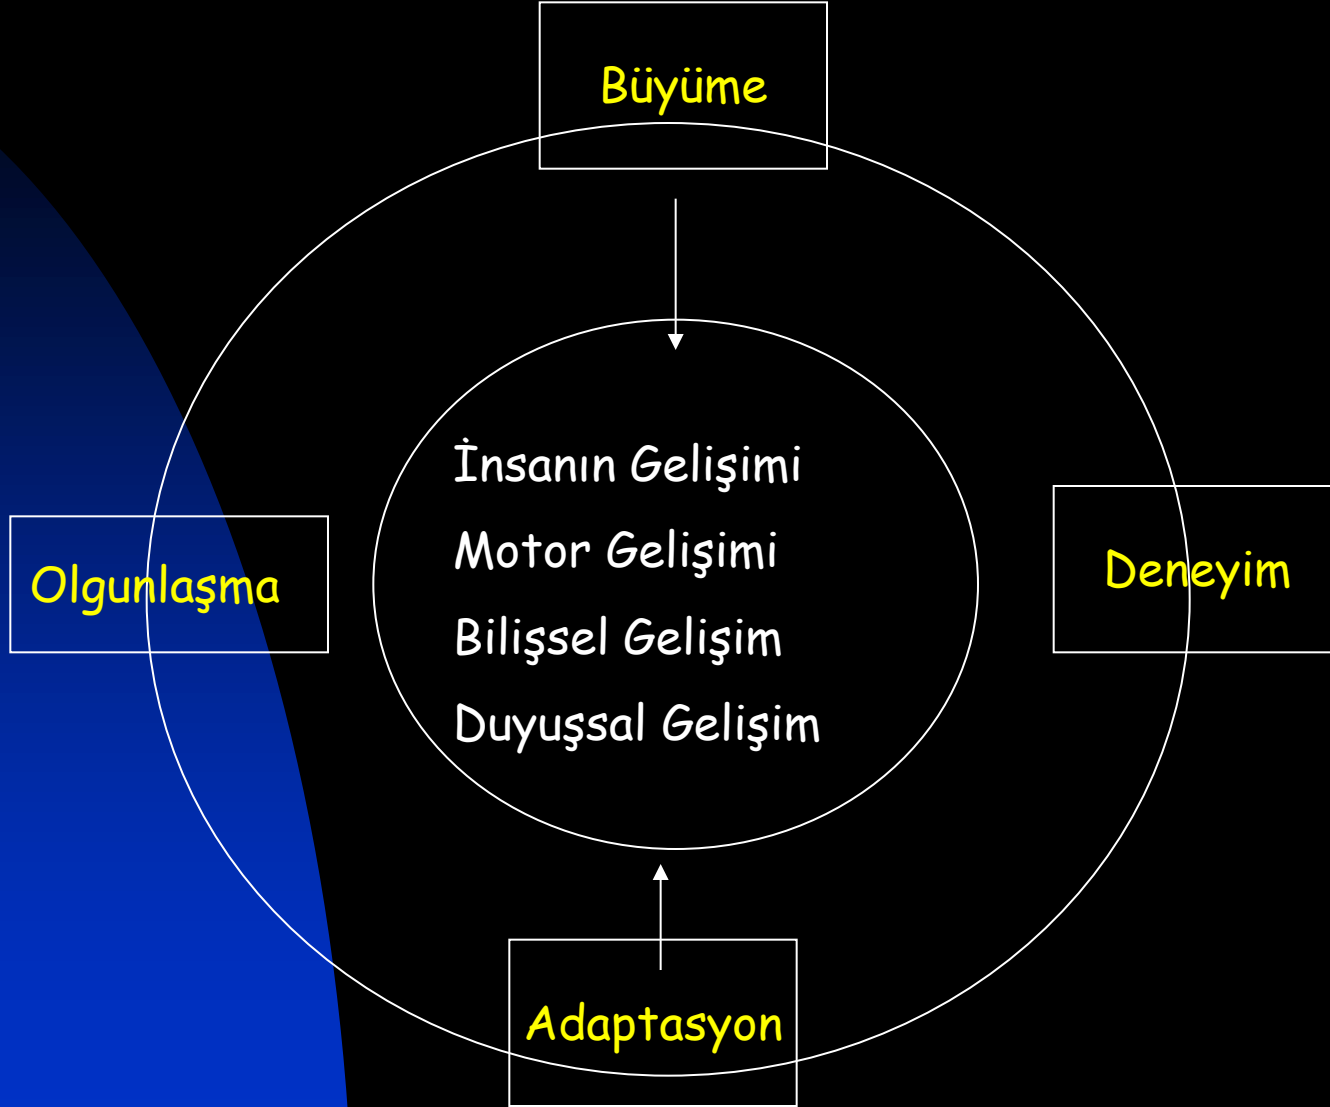 Büyüme
İnsanın Gelişimi
Motor Gelişimi
Bilişsel Gelişim
Duyuşsal Gelişim
Olgunlaşma
Deneyim
Adaptasyon